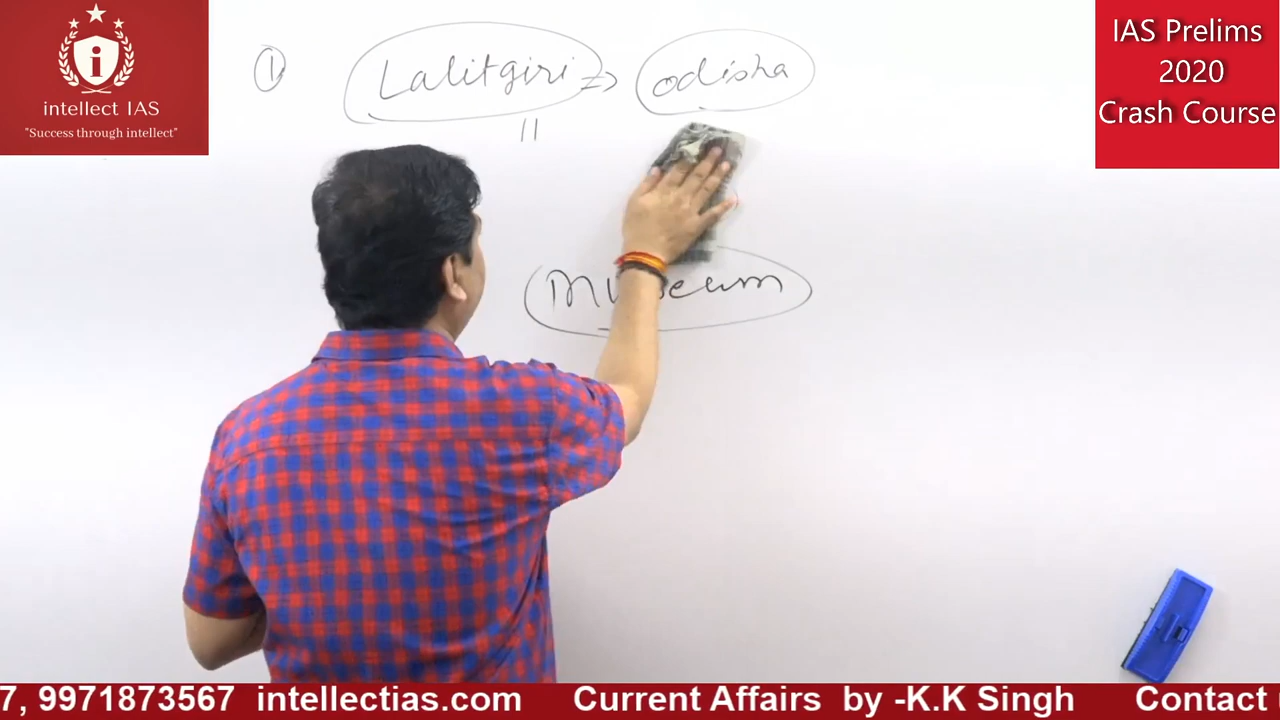 intellect IAS
"Success through intellect"
① Lalitgiri => odisha
Museum
IAS Prelims
2020
Crash Course
7, 9971873567 intellectias.com Current Affairs by -K.K Singh Contact